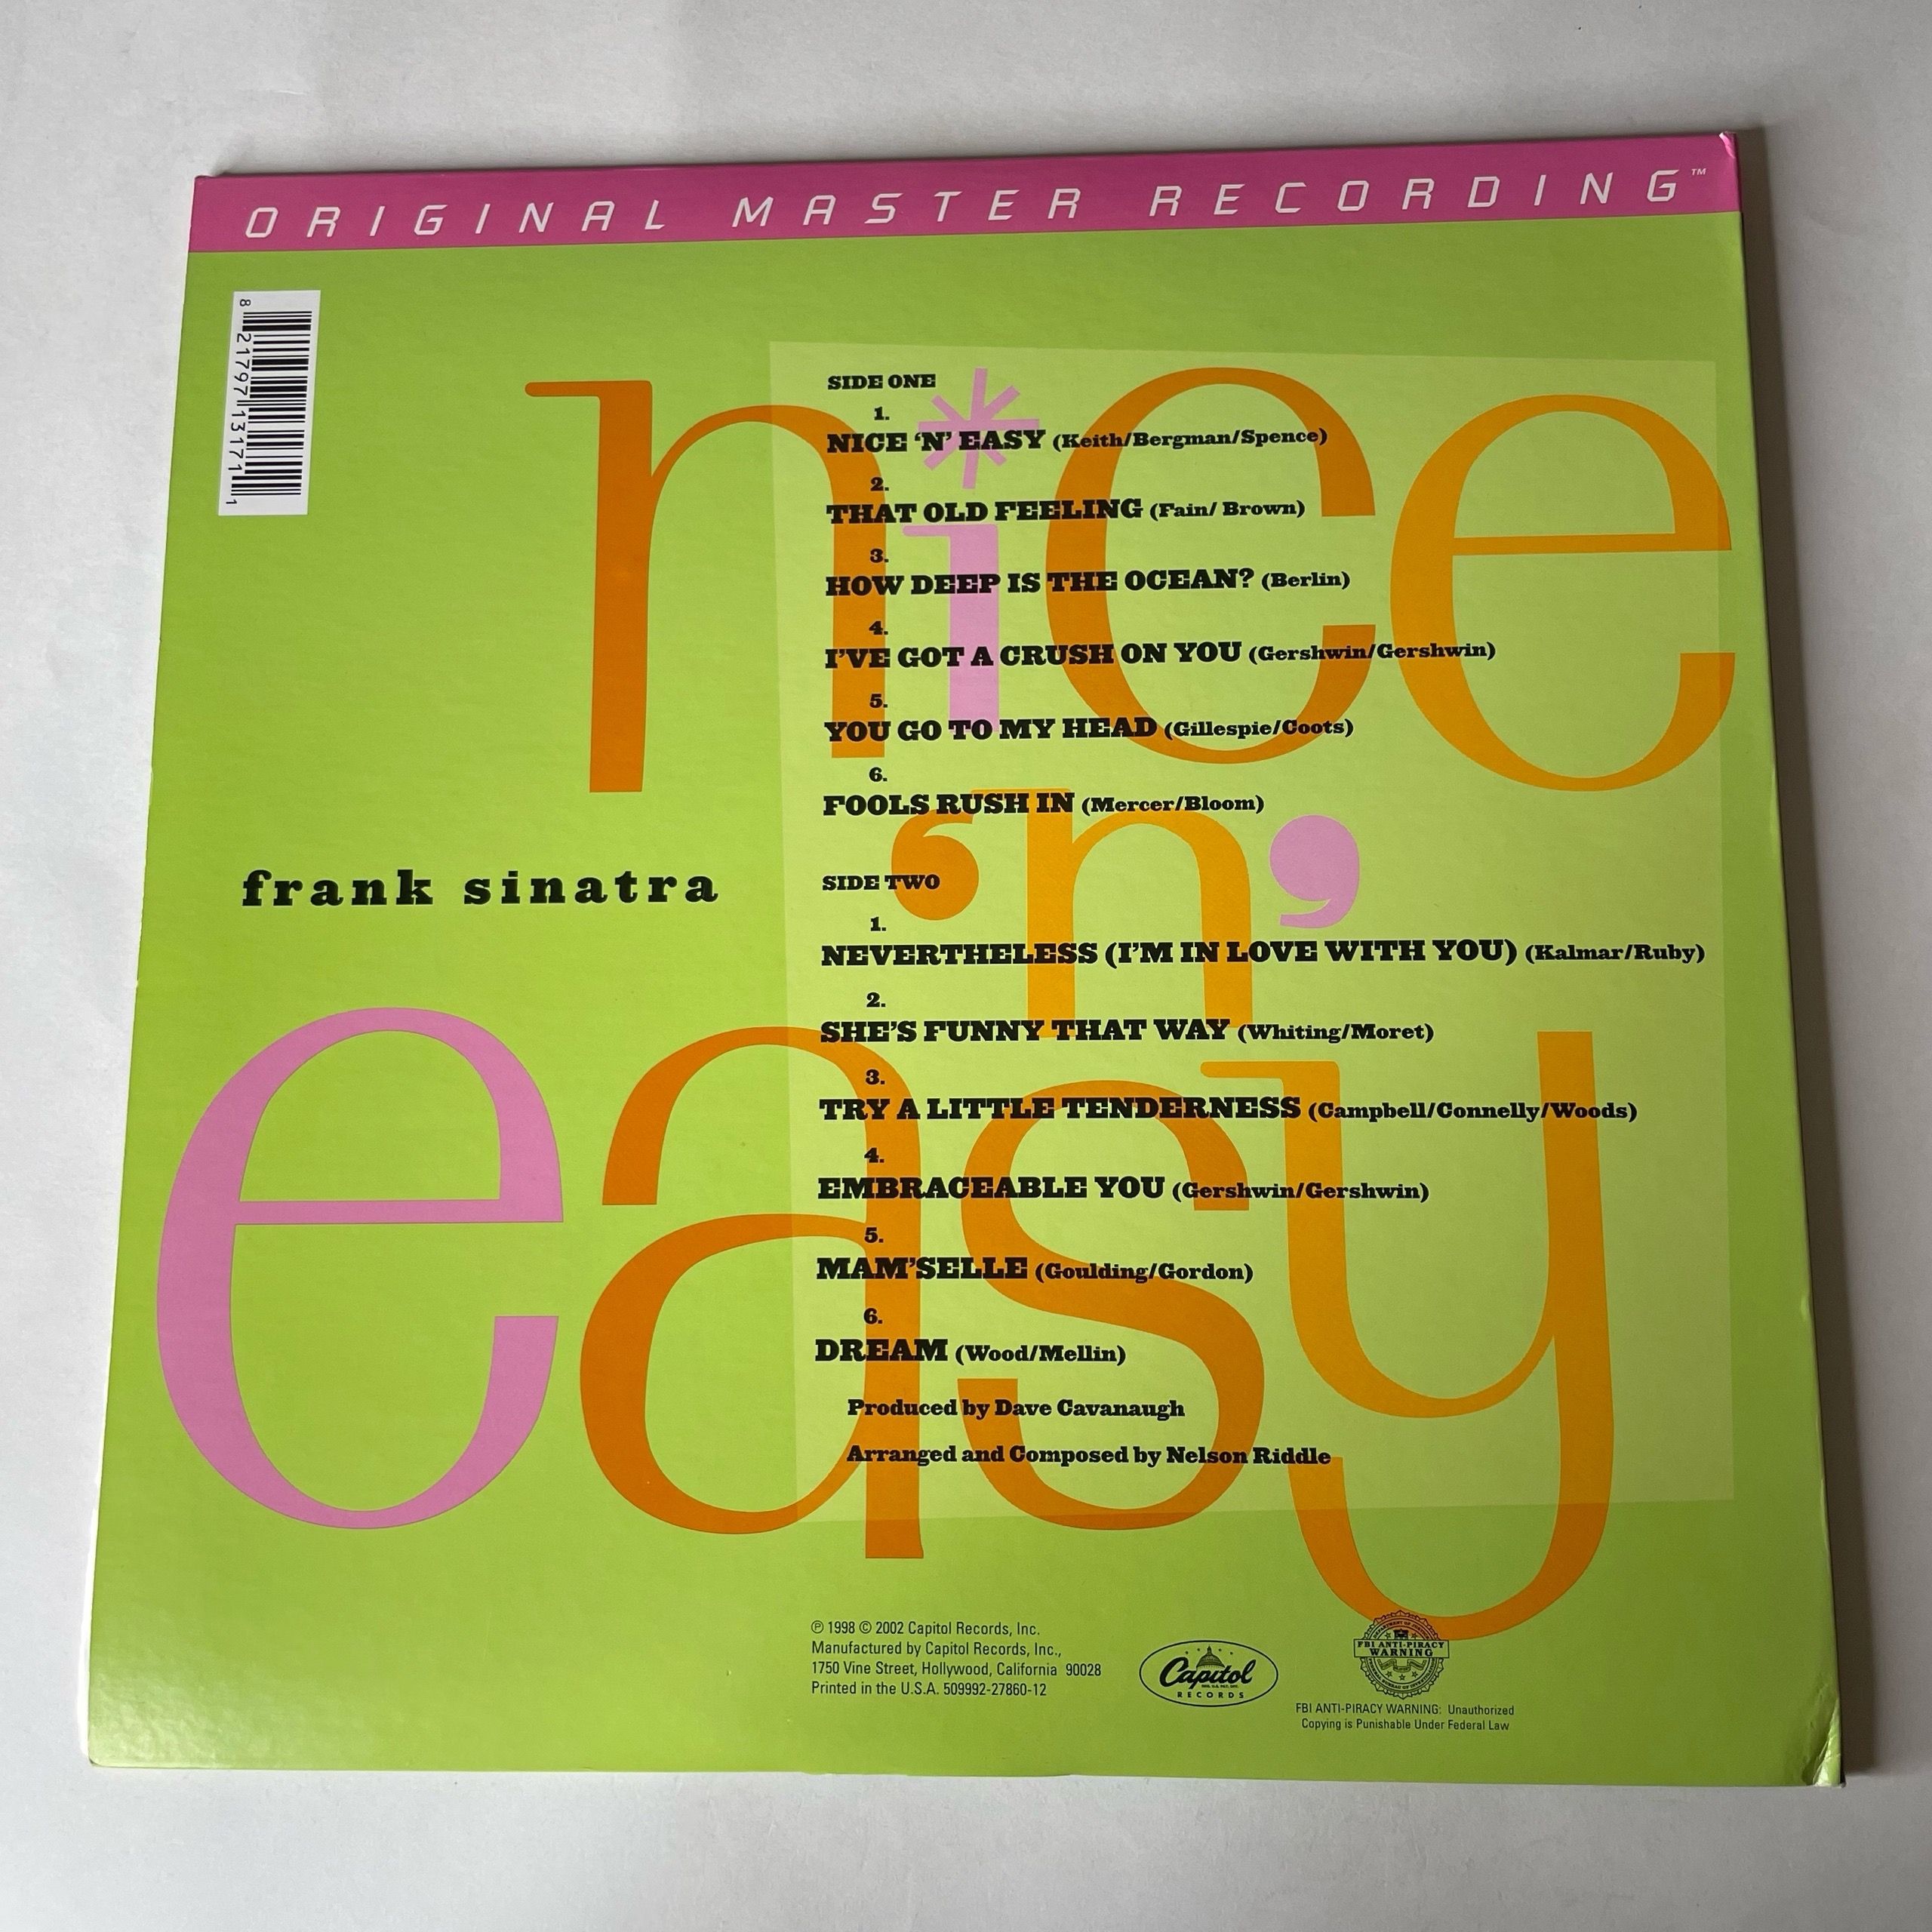 ORIGINAL MASTER RECORDING™
8 21797 13171 1
nice
'n'
easy
frank sinatra
SIDE ONE
1.
NICE 'N' EASY (Keith/Bergman/Spence)
2.
THAT OLD FEELING (Fain/ Brown)
3.
HOW DEEP IS THE OCEAN? (Berlin)
4.
I'VE GOT A CRUSH ON YOU (Gershwin/Gershwin)
5.
YOU GO TO MY HEAD (Gillespie/Coots)
6.
FOOLS RUSH IN (Mercer/Bloom)
SIDE TWO
1.
NEVERTHELESS (I'M IN LOVE WITH YOU) (Kalmar/Ruby)
2.
SHE'S FUNNY THAT WAY (Whiting/Moret)
3.
TRY A LITTLE TENDERNESS (Campbell/Connelly/Woods)
4.
EMBRACEABLE YOU (Gershwin/Gershwin)
5.
MAM'SELLE (Goulding/Gordon)
6.
DREAM (Wood/Mellin)
Produced by Dave Cavanaugh
Arranged and Composed by Nelson Riddle
℗ 1998 © 2002 Capitol Records, Inc.
Manufactured by Capitol Records, Inc.,
1750 Vine Street, Hollywood, California 90028
Printed in the U.S.A. 509992-27860-12
Capitol
RECORDS
FBI ANTI-PIRACY
WARNING
FBI ANTI-PIRACY WARNING: Unauthorized
Copying is Punishable Under Federal Law